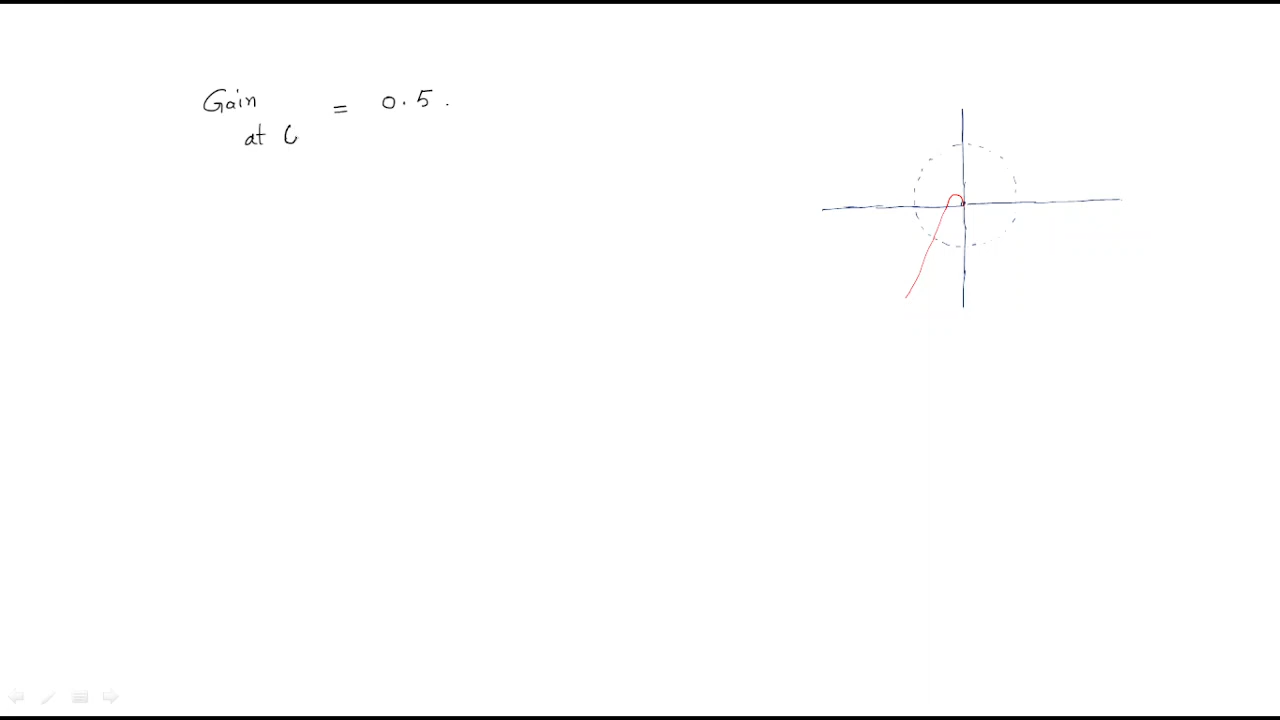 Gain = 0.5.
at C